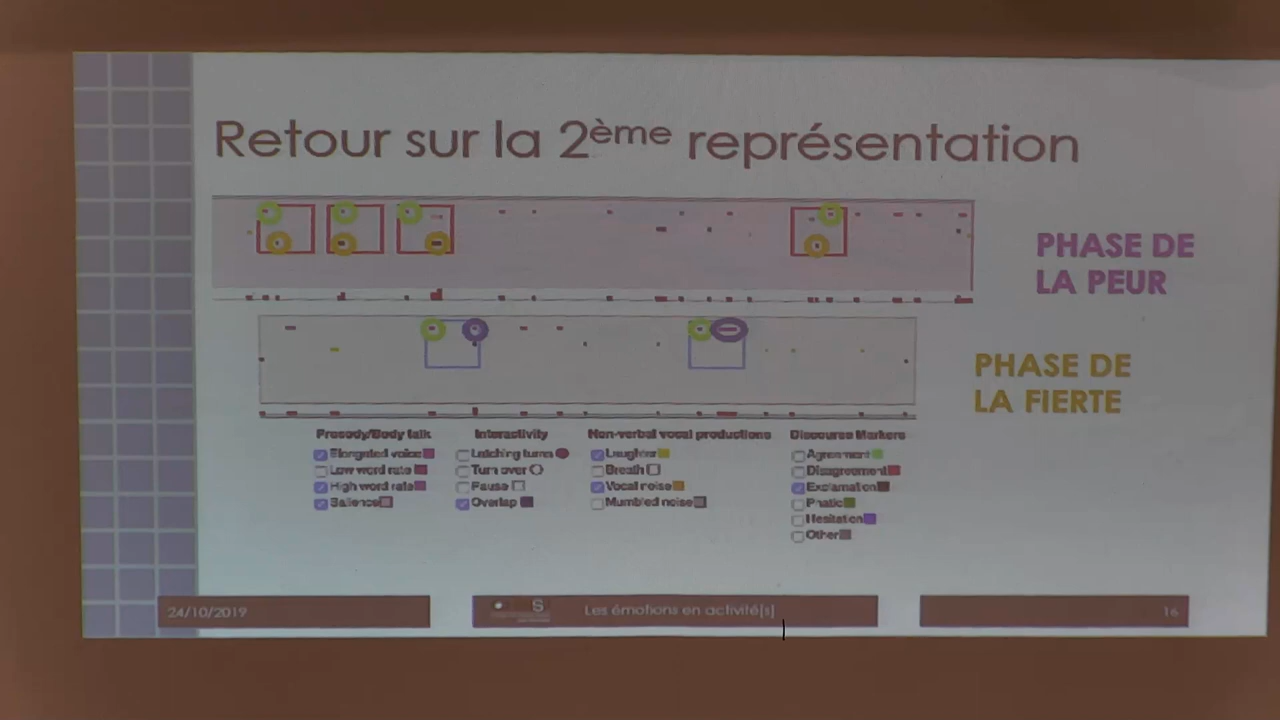 Retour sur la 2ème représentation
PHASE DE
LA PEUR
PHASE DE
LA FIERTE
Prosody/Body talk
Elongated voice
Low word rate
High word rate
Salience
Interactivity
Latching turns
Turn over
Pause
Overlap
Non-verbal vocal productions
Laughter
Breath
Vocal noise
Mumbled noise
Discourse Markers
Agreement
Disagreement
Exclamation
Phatic
Hesitation
Other
24/10/2019
S
Les émotions en activité[s]
16